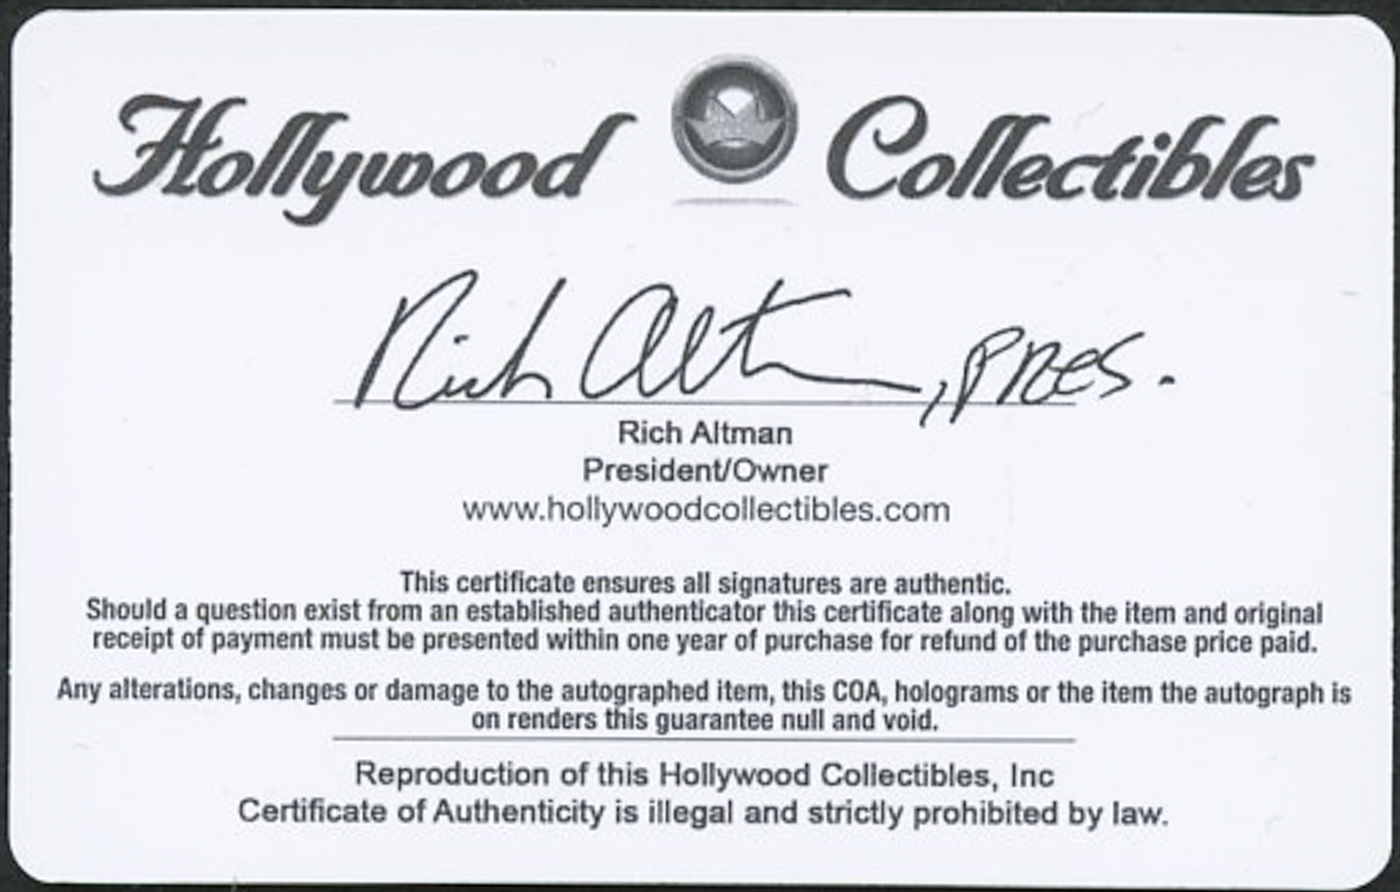 Hollywood Collectibles
Rich Altman, PRES.
Rich Altman
President/Owner
www.hollywoodcollectibles.com
This certificate ensures all signatures are authentic.
Should a question exist from an established authenticator this certificate along with the item and original
receipt of payment must be presented within one year of purchase for refund of the purchase price paid.
Any alterations, changes or damage to the autographed item, this COA, holograms or the item the autograph is
on renders this guarantee null and void.
Reproduction of this Hollywood Collectibles, Inc
Certificate of Authenticity is illegal and strictly prohibited by law.